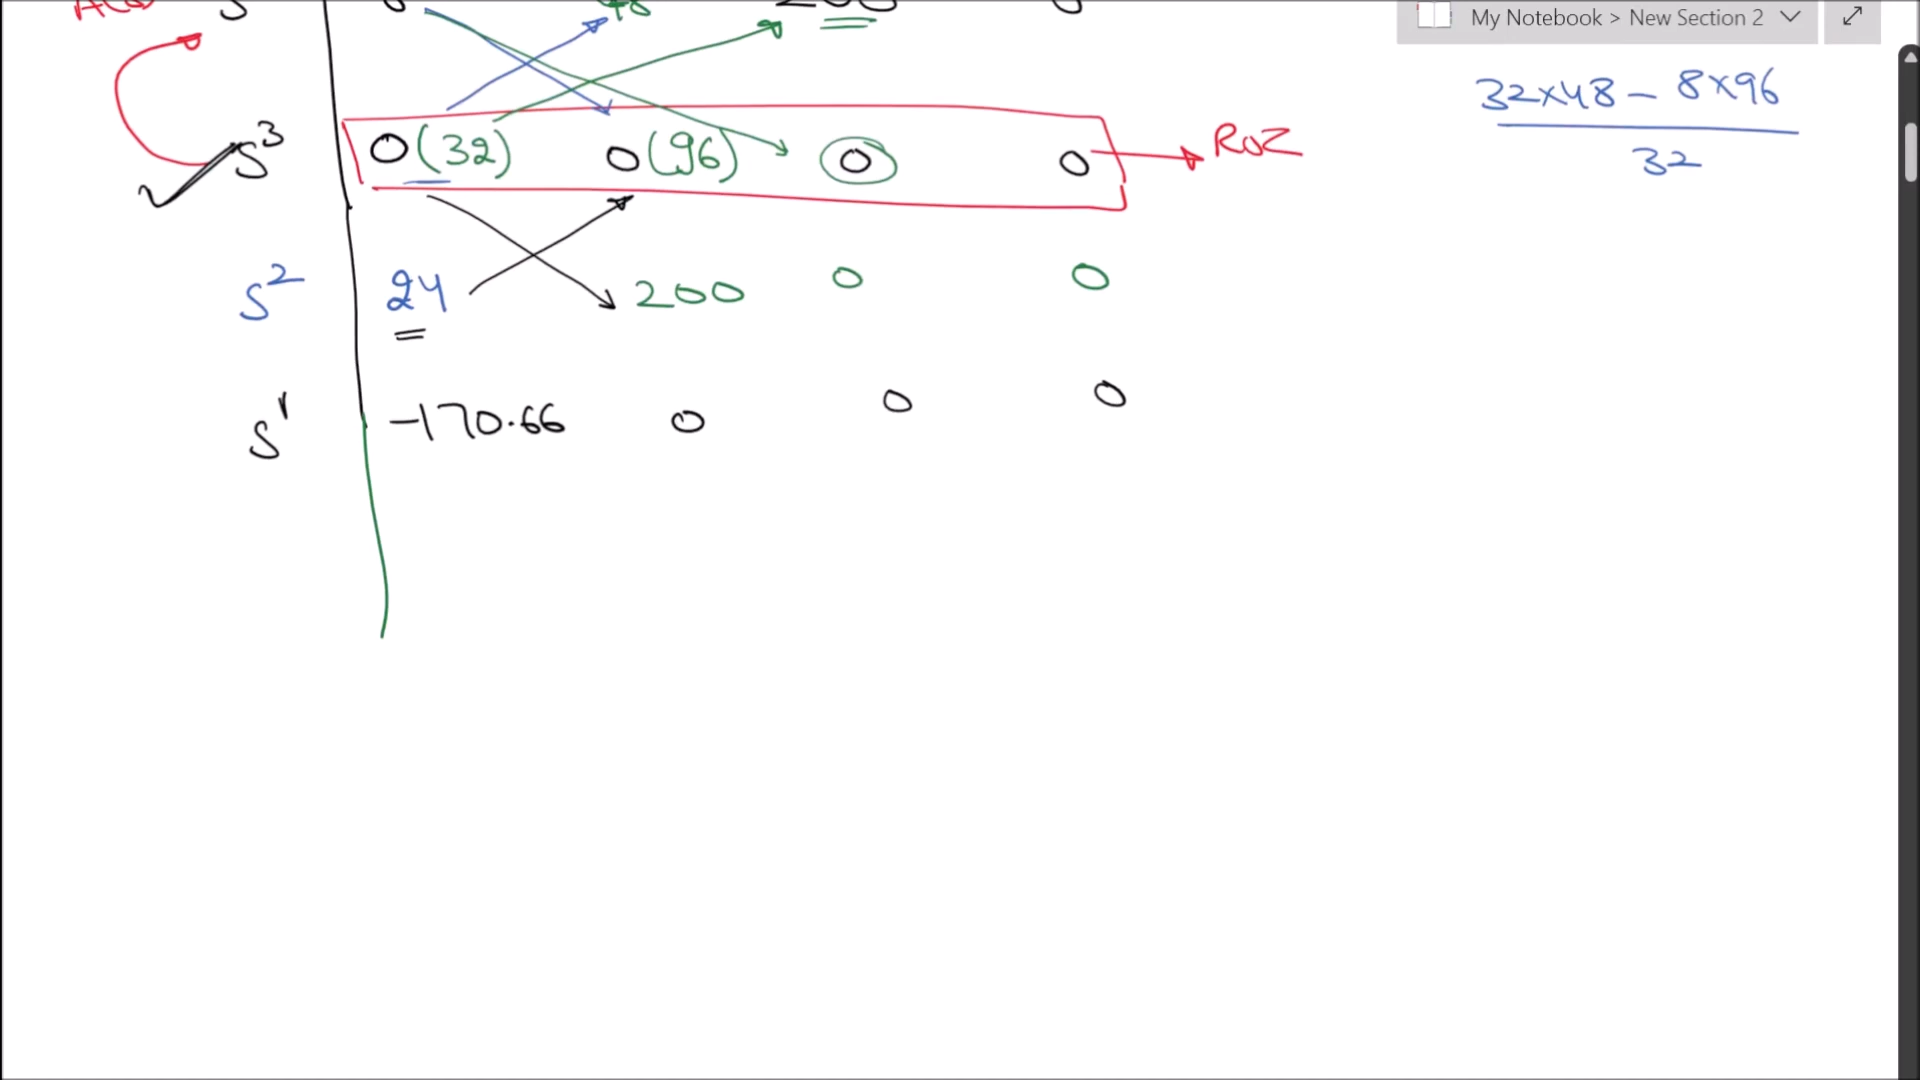 My Notebook > New Section 2
32×48 – 8×96
32
S³ 0(32) 0(96) 0 0 ROZ
S² 24 200 0 0
S¹ -170.66 0 0 0